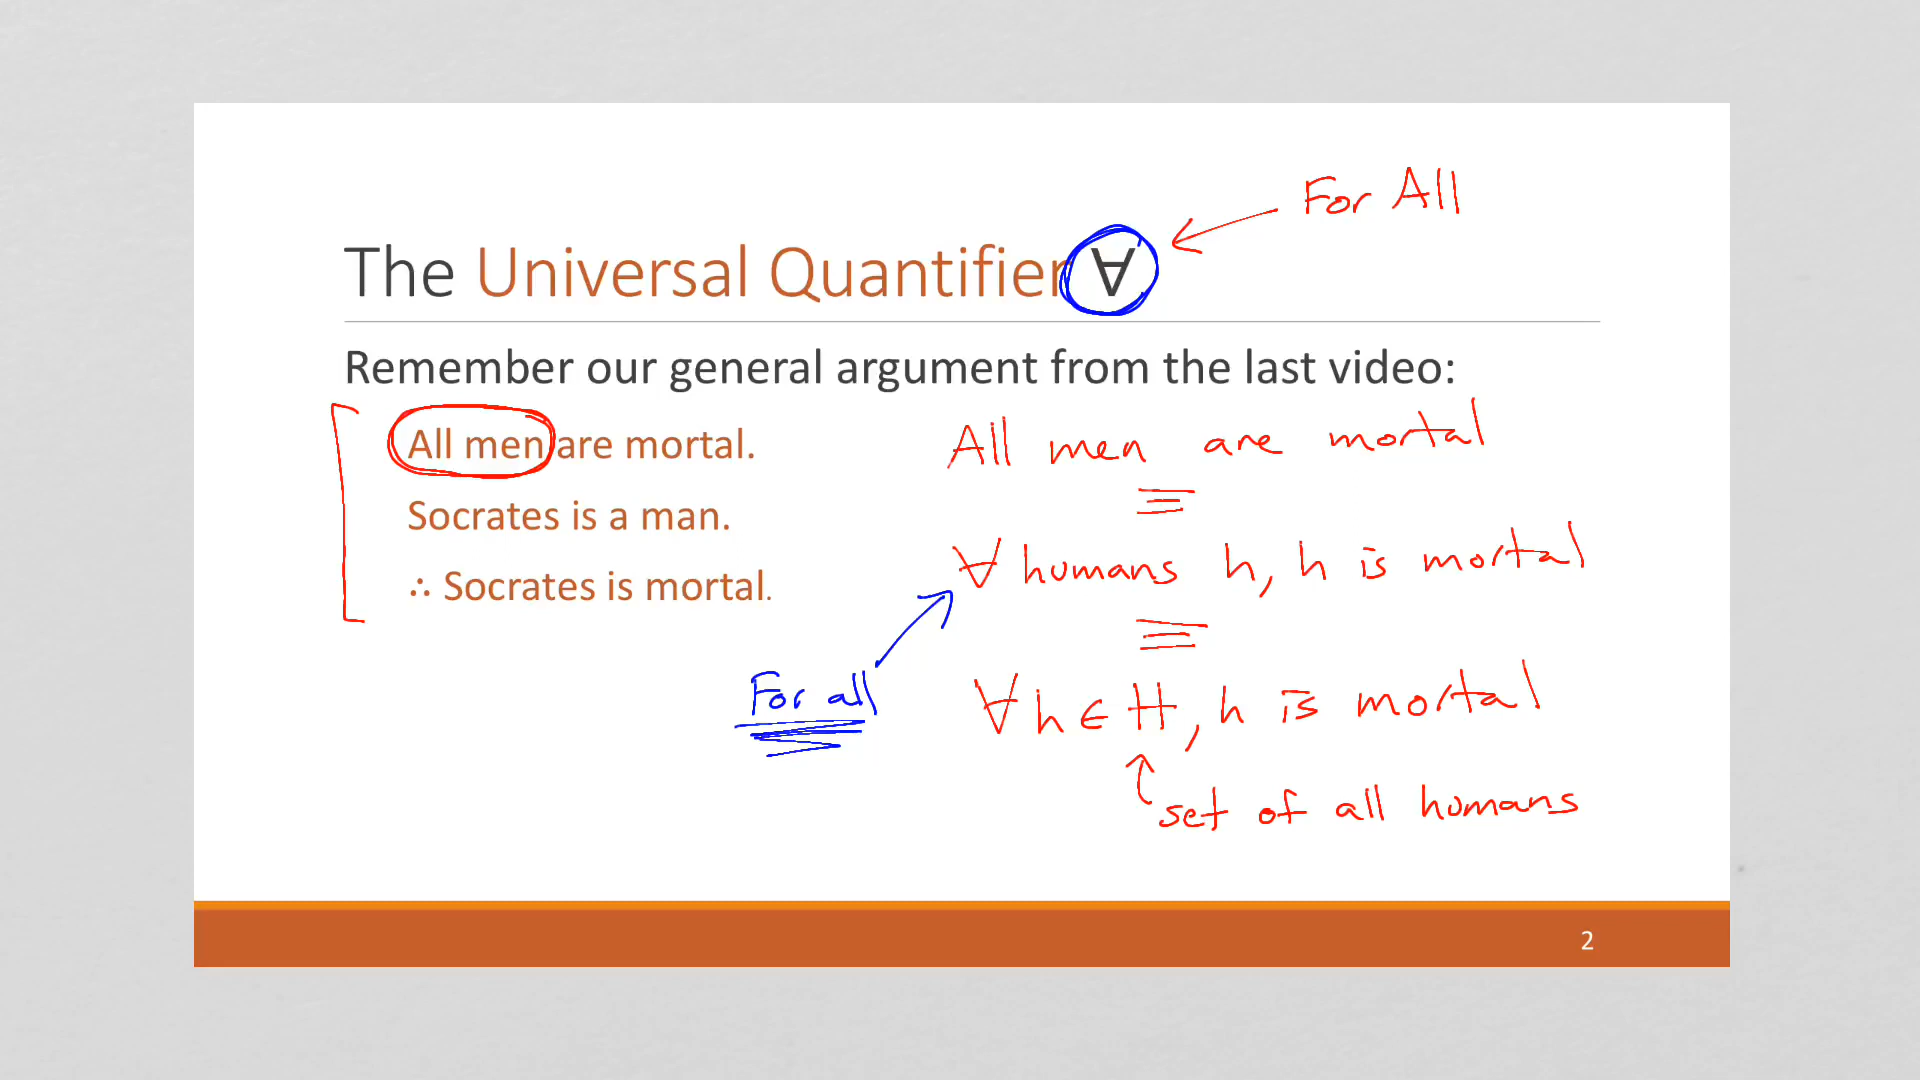 For All
The Universal Quantifier ∀
Remember our general argument from the last video:
All men are mortal.
Socrates is a man.
∴ Socrates is mortal.
All men are mortal
≡
∀ humans h, h is mortal
≡
For all
∀h ∈ H, h is mortal
set of all humans
2